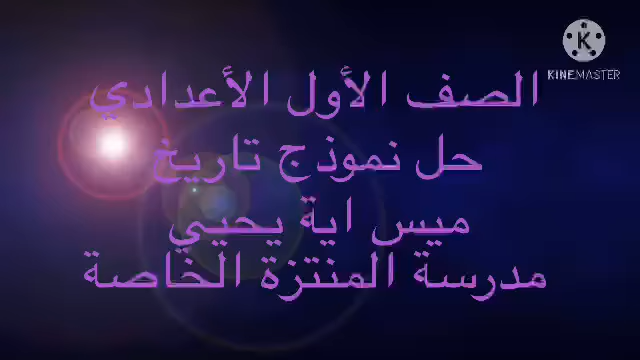 KINEMASTER
الصف الأول الأعدادي
حل نموذج تاريخ
ميس اية يحيي
مدرسة المنتزة الخاصة